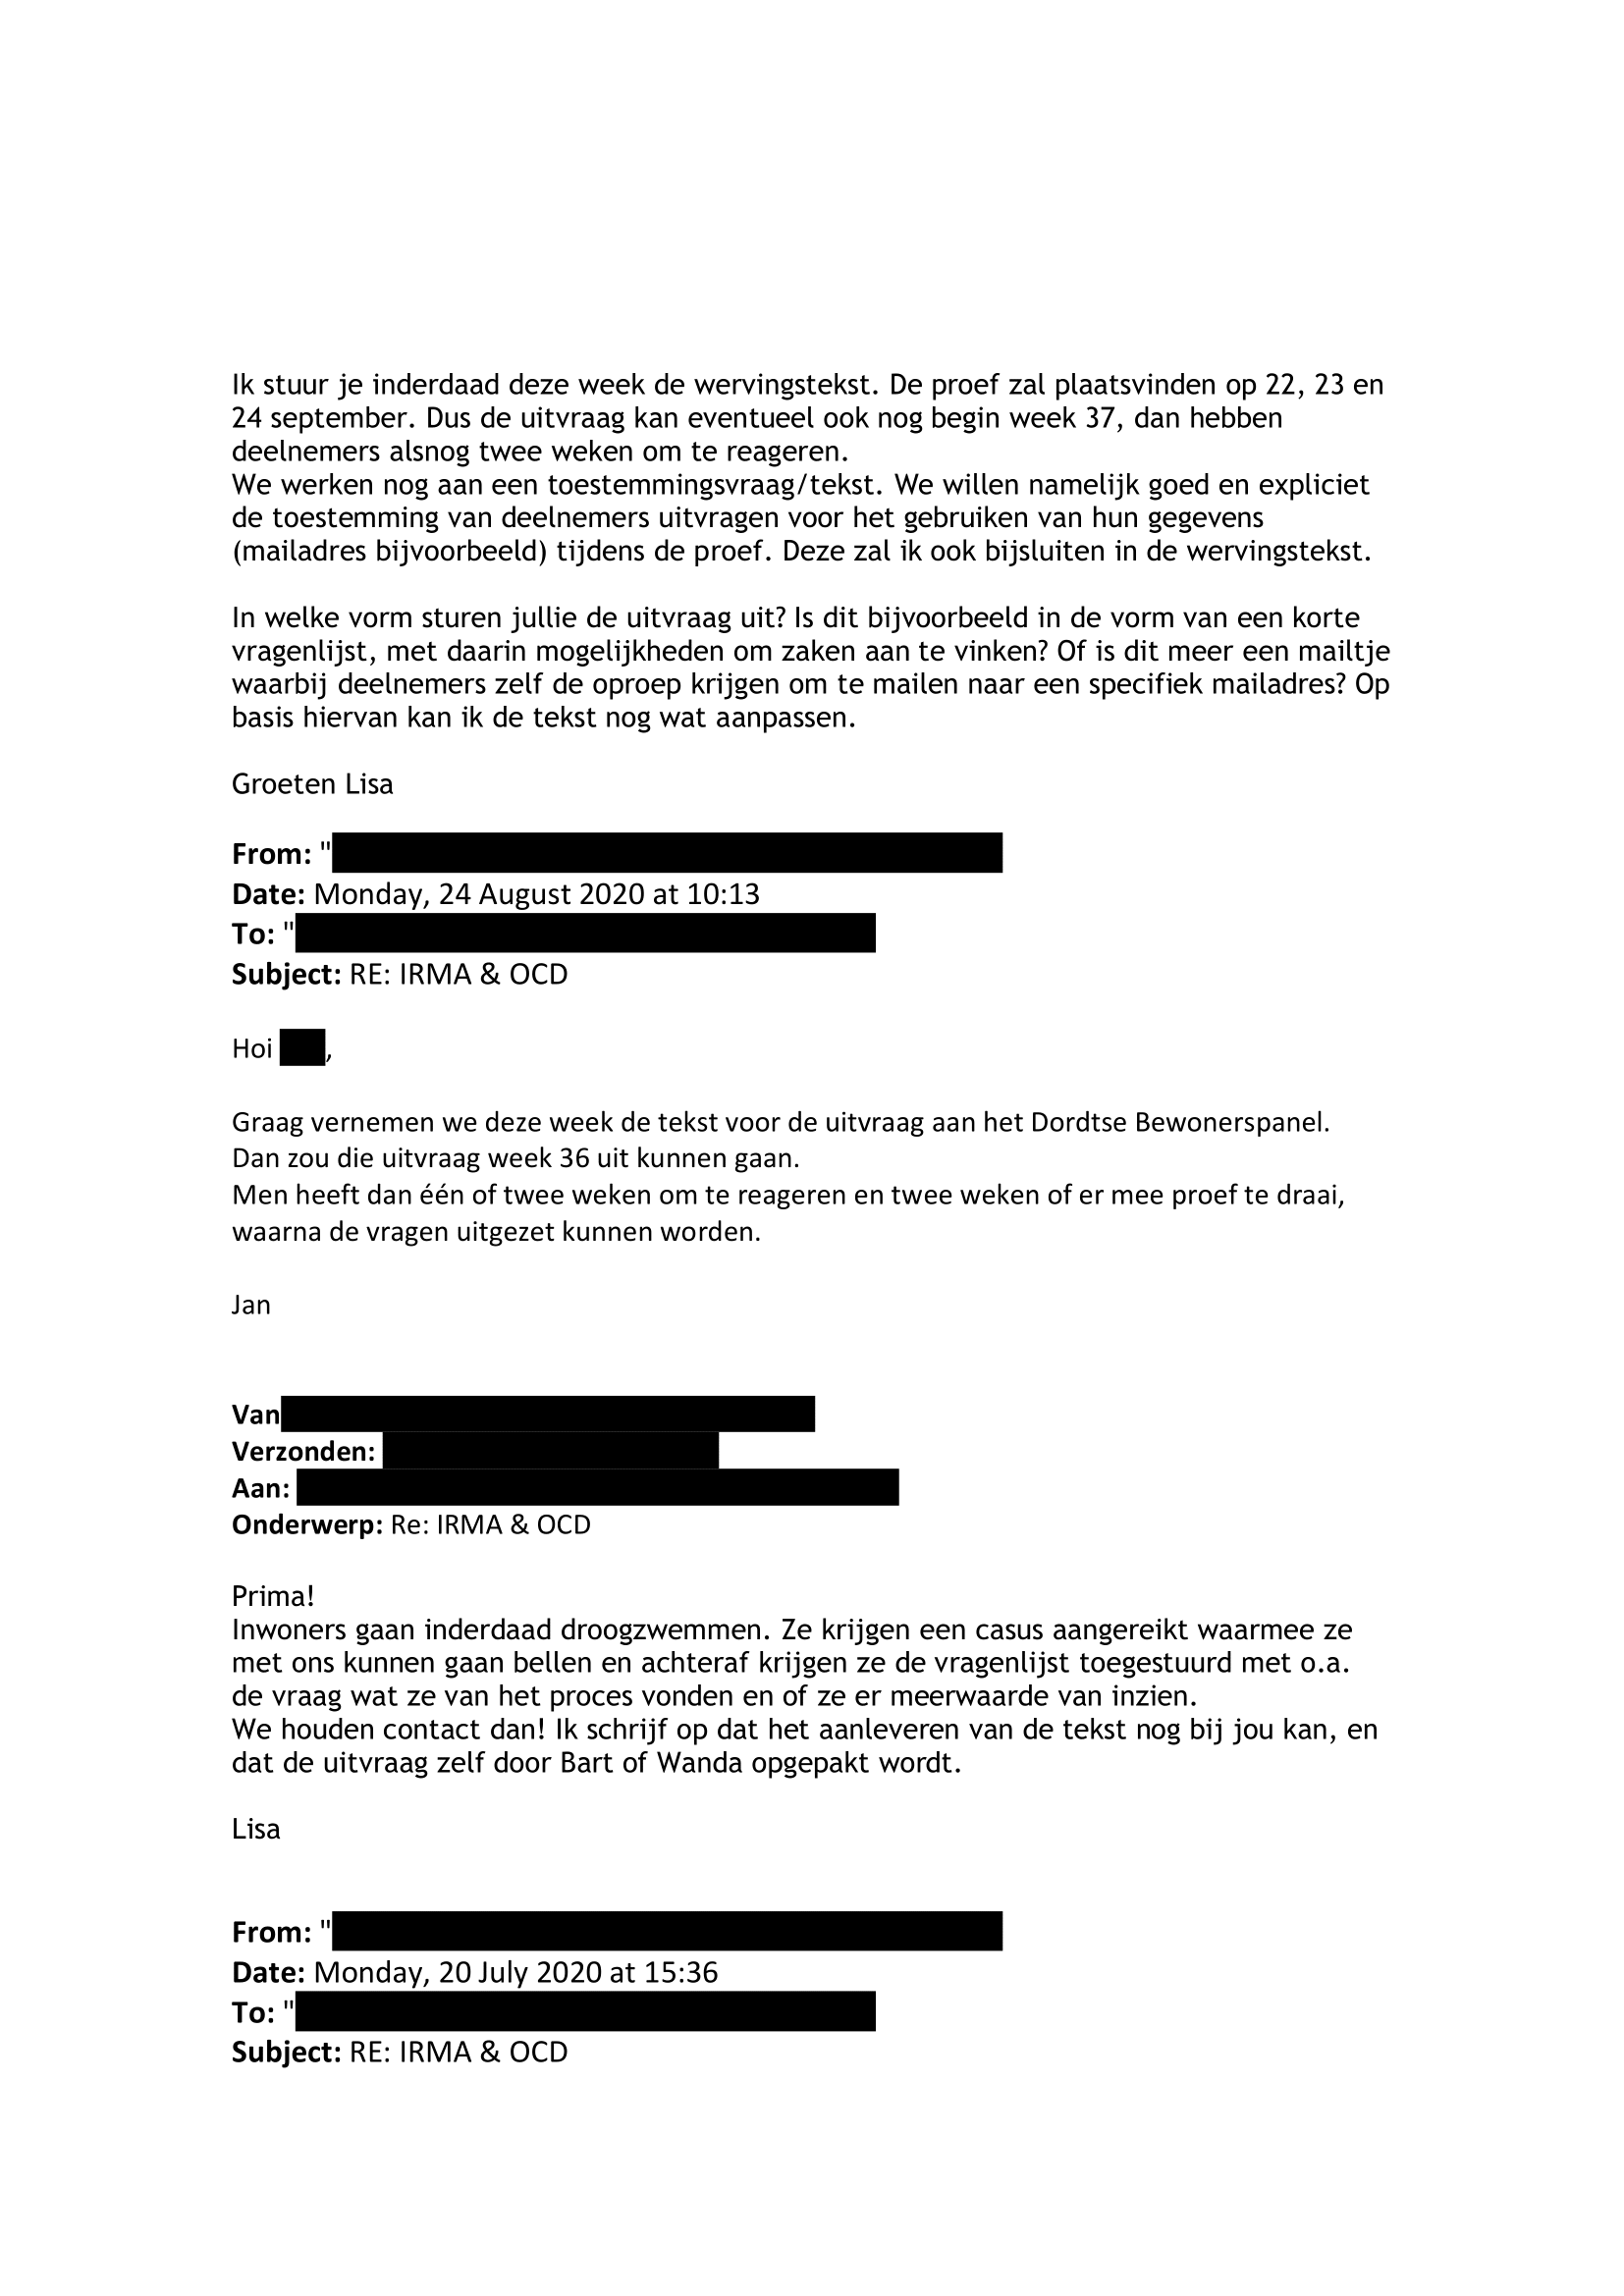 Ik stuur je inderdaad deze week de wervingstekst. De proef zal plaatsvinden op 22, 23 en
24 september. Dus de uitvraag kan eventueel ook nog begin week 37, dan hebben
deelnemers alsnog twee weken om te reageren.
We werken nog aan een toestemmingsvraag/tekst. We willen namelijk goed en expliciet
de toestemming van deelnemers uitvragen voor het gebruiken van hun gegevens
(mailadres bijvoorbeeld) tijdens de proef. Deze zal ik ook bijsluiten in de wervingstekst.
In welke vorm sturen jullie de uitvraag uit? Is dit bijvoorbeeld in de vorm van een korte
vragenlijst, met daarin mogelijkheden om zaken aan te vinken? Of is dit meer een mailtje
waarbij deelnemers zelf de oproep krijgen om te mailen naar een specifiek mailadres? Op
basis hiervan kan ik de tekst nog wat aanpassen.
Groeten Lisa
From: "
Date: Monday, 24 August 2020 at 10:13
To: "
Subject: RE: IRMA & OCD
Hoi ,
Graag vernemen we deze week de tekst voor de uitvraag aan het Dordtse Bewonerspanel.
Dan zou die uitvraag week 36 uit kunnen gaan.
Men heeft dan één of twee weken om te reageren en twee weken of er mee proef te draai,
waarna de vragen uitgezet kunnen worden.
Jan
Van
Verzonden:
Aan:
Onderwerp: Re: IRMA & OCD
Prima!
Inwoners gaan inderdaad droogzwemmen. Ze krijgen een casus aangereikt waarmee ze
met ons kunnen gaan bellen en achteraf krijgen ze de vragenlijst toegestuurd met o.a.
de vraag wat ze van het proces vonden en of ze er meerwaarde van inzien.
We houden contact dan! Ik schrijf op dat het aanleveren van de tekst nog bij jou kan, en
dat de uitvraag zelf door Bart of Wanda opgepakt wordt.
Lisa
From: "
Date: Monday, 20 July 2020 at 15:36
To: "
Subject: RE: IRMA & OCD